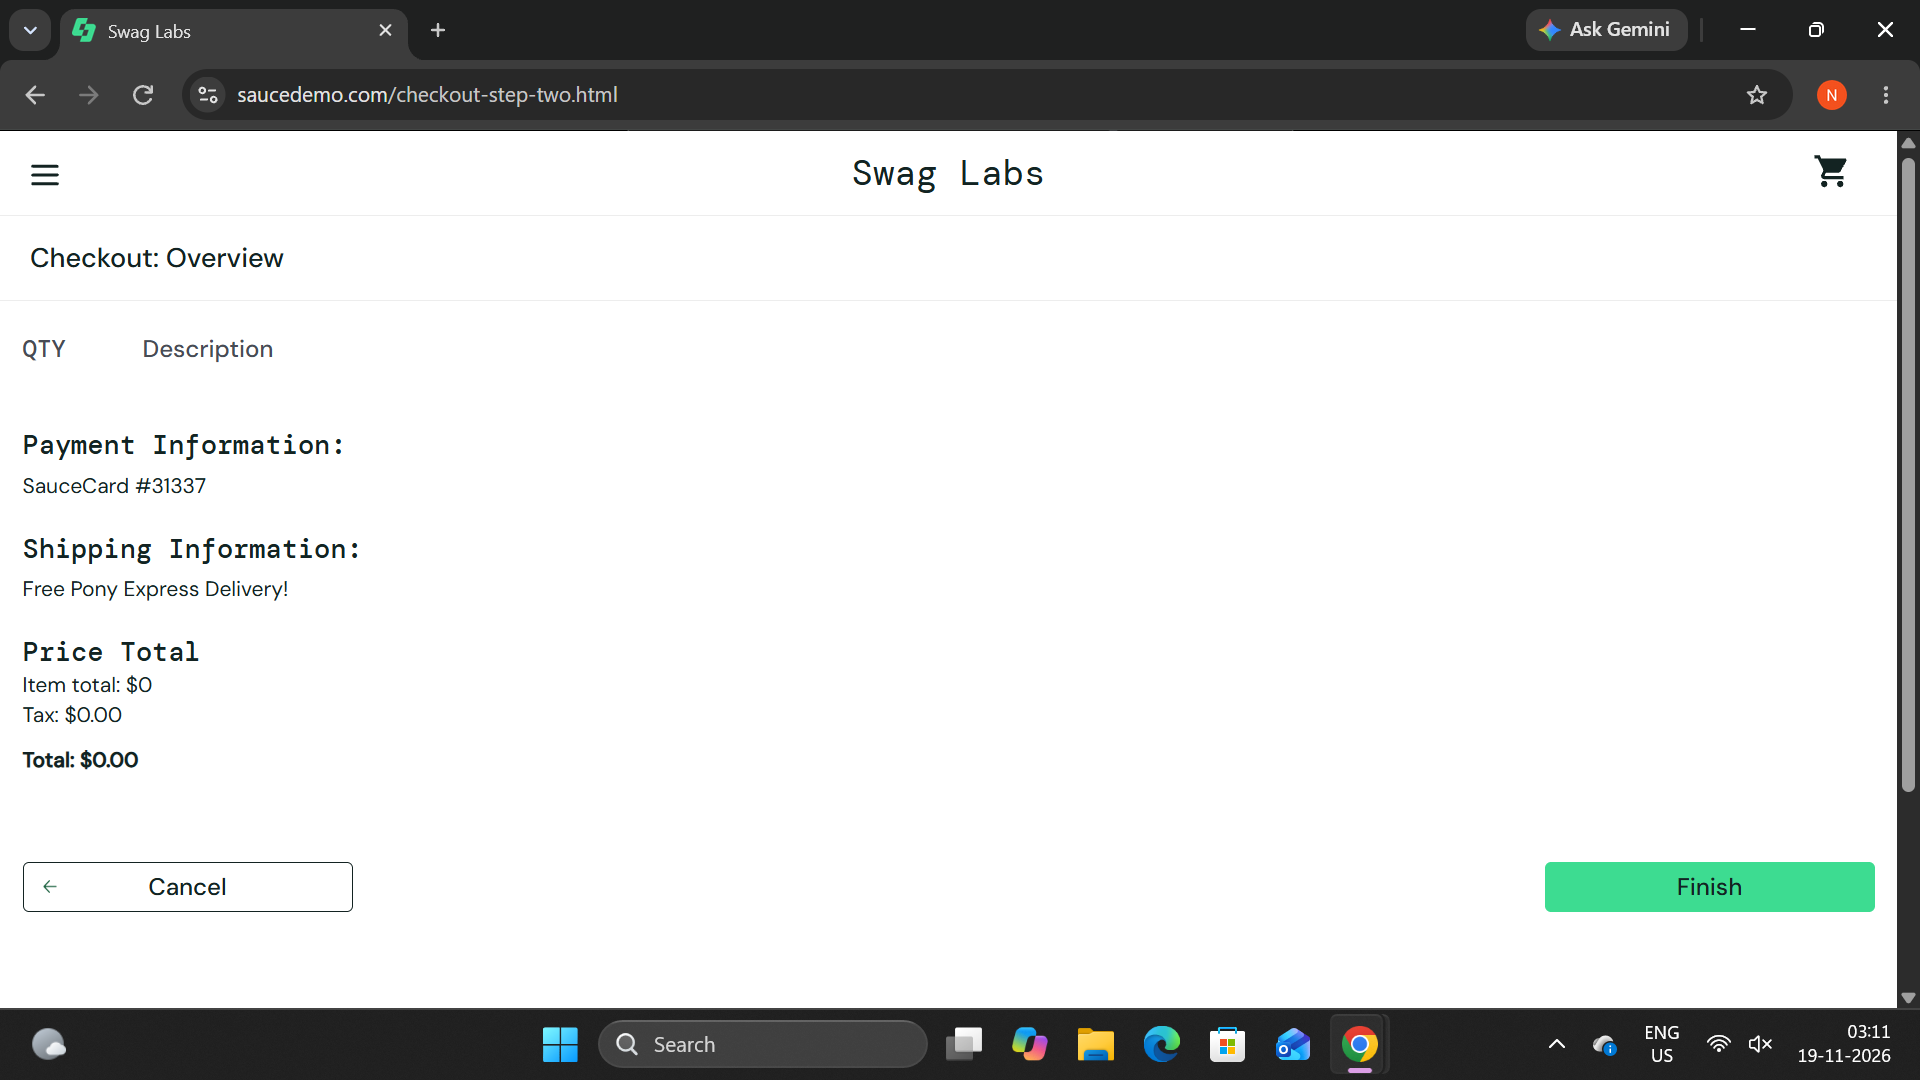 Swag Labs
Ask Gemini
saucedemo.com/checkout-step-two.html
N
Swag Labs
Checkout: Overview
QTY Description
Payment Information:
SauceCard #31337
Shipping Information:
Free Pony Express Delivery!
Price Total
Item total: $0
Tax: $0.00
Total: $0.00
Cancel
Finish
Search
ENG
US
03:11
19-11-2026